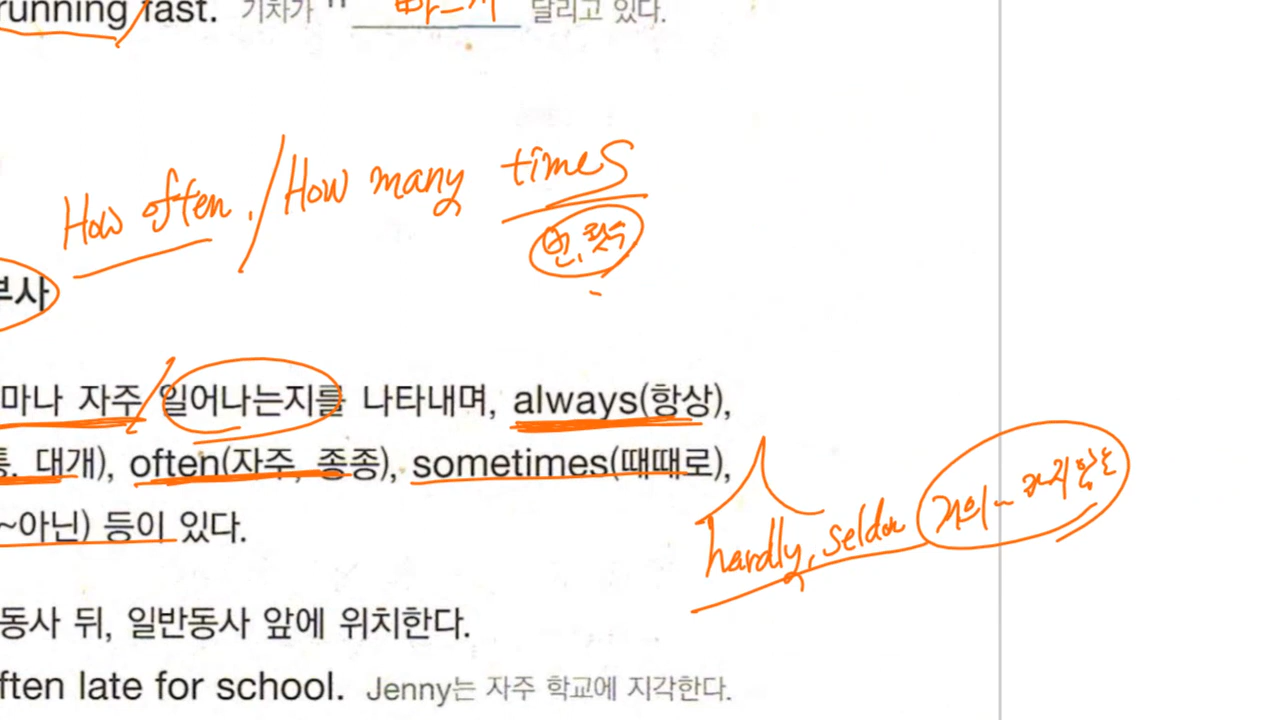 running fast. 기차가 " 빠르게 달리고 있다.
How often. / How many times
번, 횟수
부사
마나 자주 일어나는지를 나타내며, always(항상),
통, 대개), often(자주, 종종), sometimes(때때로),
hardly, seldom 거의~ 하지 않는
~아닌) 등이 있다.
동사 뒤, 일반동사 앞에 위치한다.
ften late for school. Jenny는 자주 학교에 지각한다.